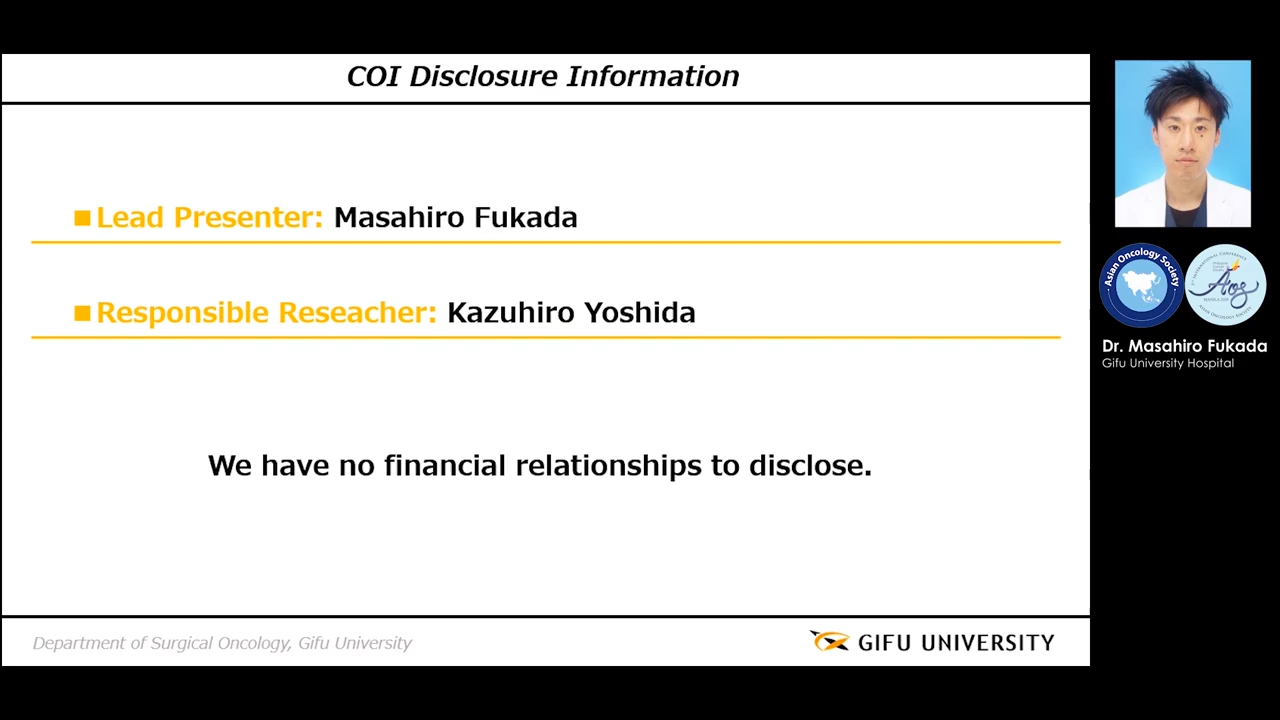 COI Disclosure Information
■Lead Presenter: Masahiro Fukada
■Responsible Reseacher: Kazuhiro Yoshida
We have no financial relationships to disclose.
Department of Surgical Oncology, Gifu University
GIFU UNIVERSITY
Asian Oncology Society
Dr. Masahiro Fukada
Gifu University Hospital